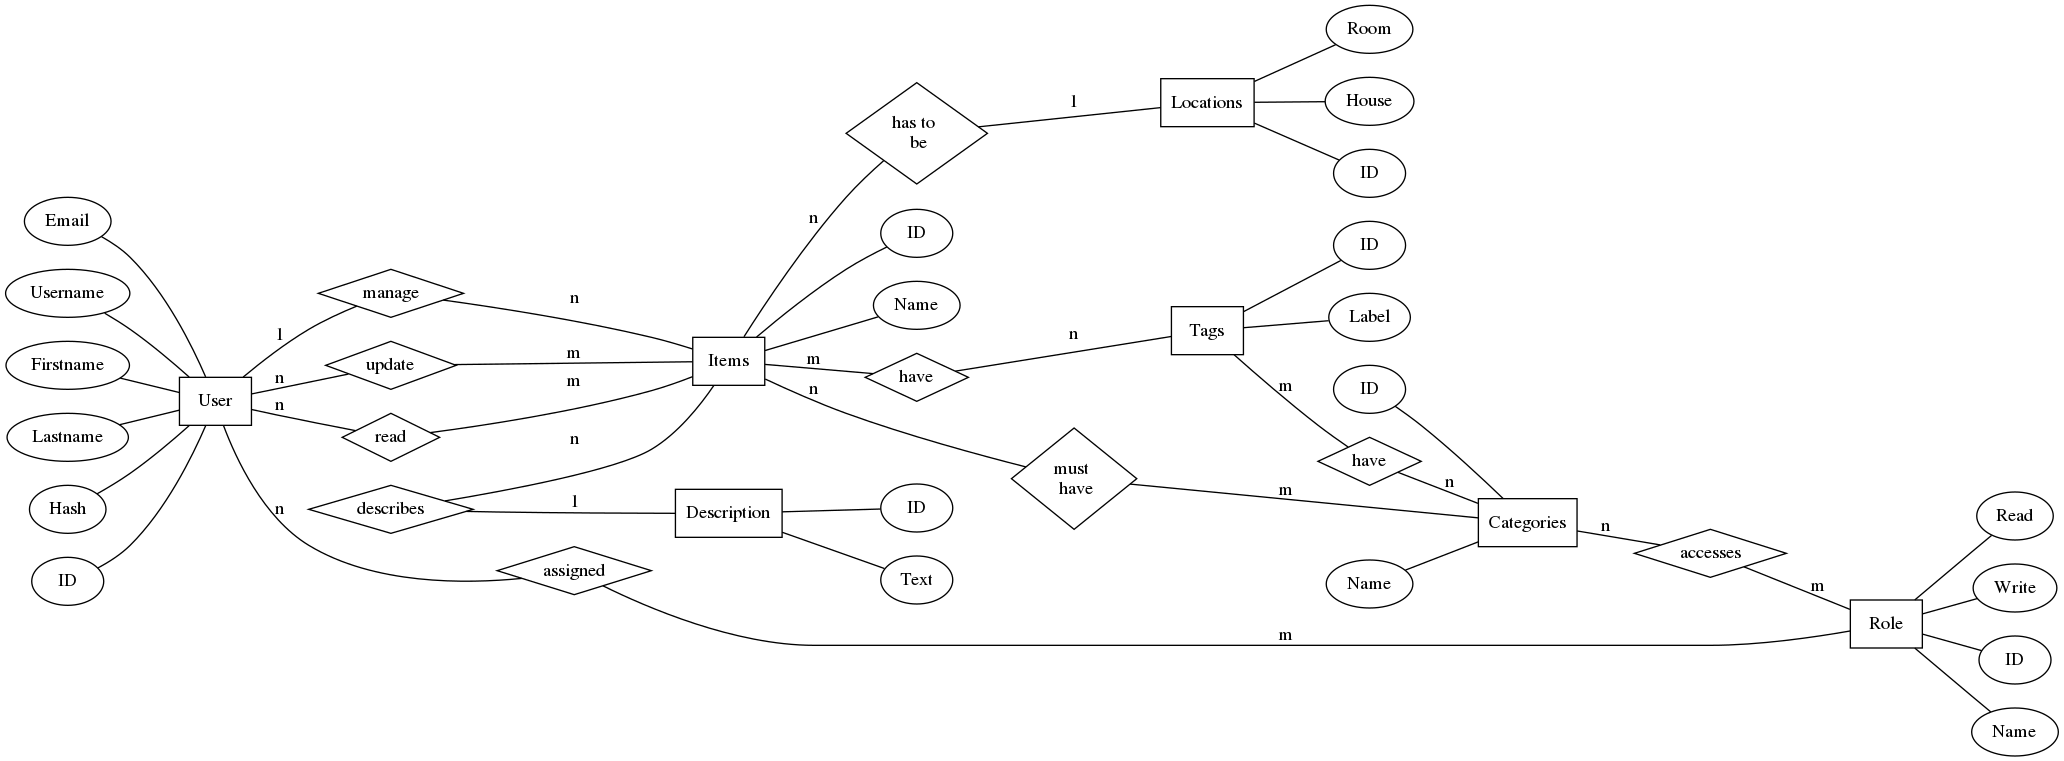 Room
has to
be
l
Locations
House
ID
Email
n
ID
ID
Username
manage
n
Name
Tags
Label
l
n
Firstname
update
m
Items
m
have
ID
n
User
n
m
n
m
Lastname
read
n
must
have
have
n
m
Hash
n
describes
l
Description
ID
Categories
n
Read
ID
assigned
Text
Name
accesses
m
Write
Role
m
ID
Name